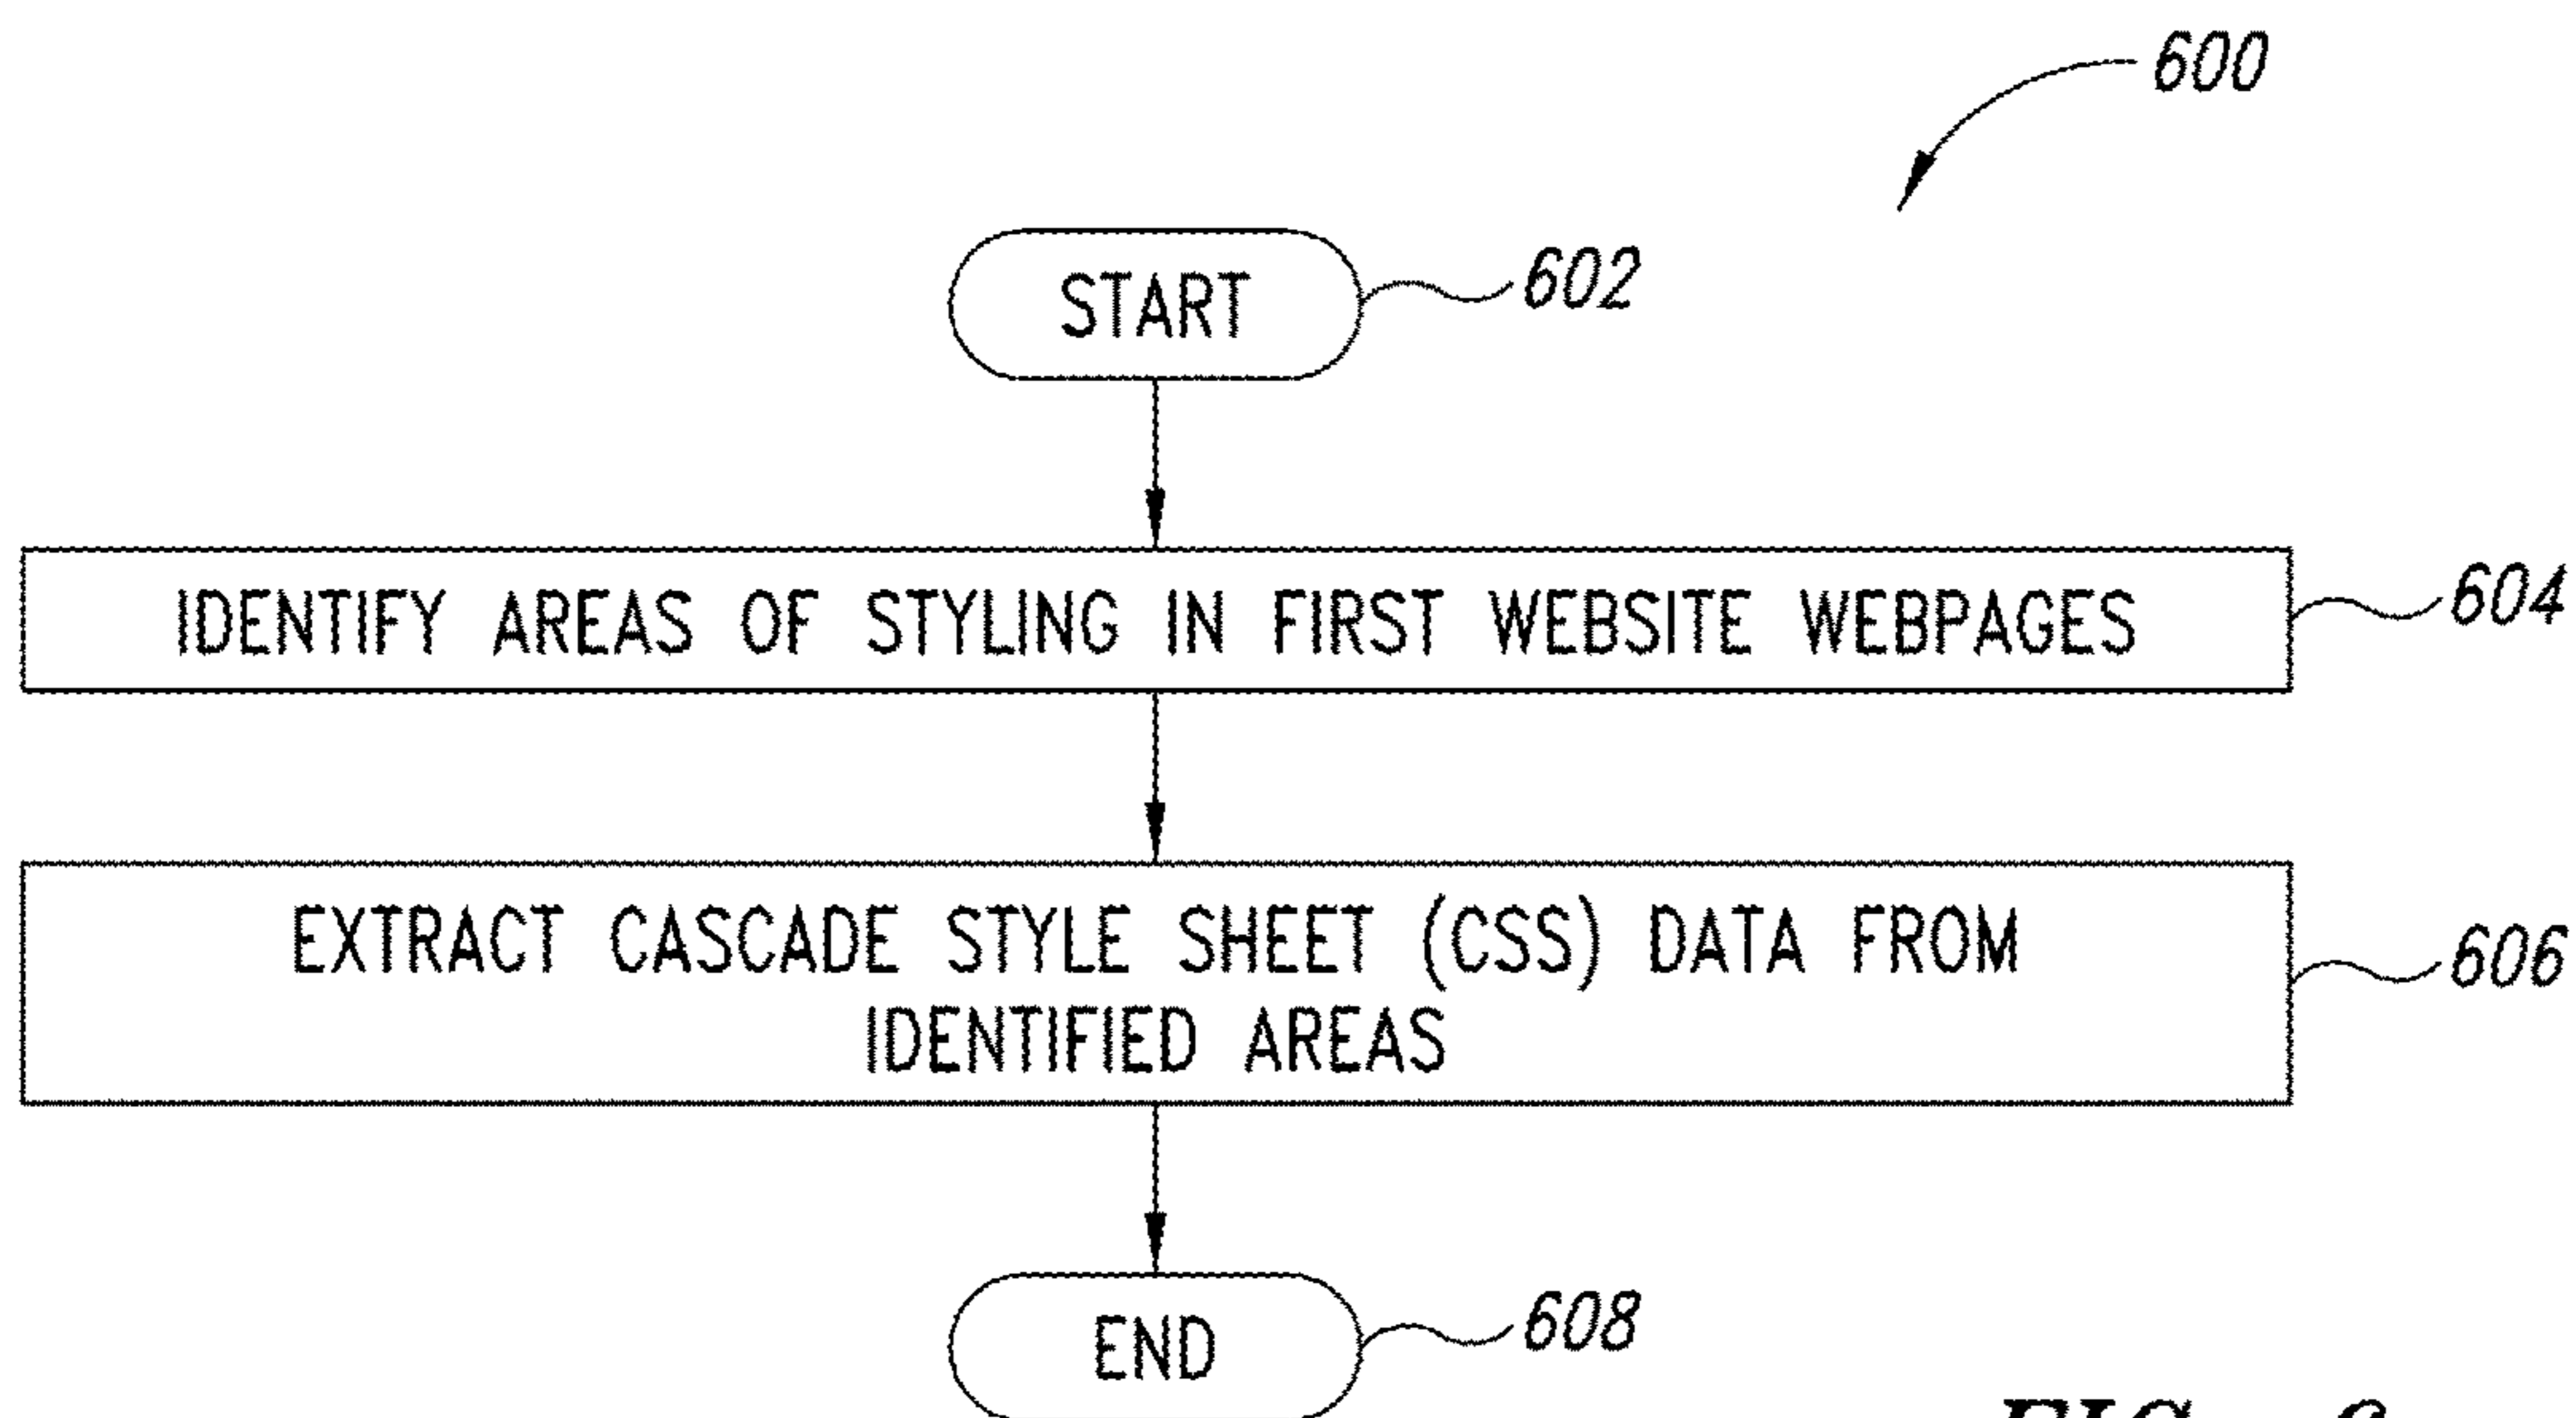 600
START
602
IDENTIFY AREAS OF STYLING IN FIRST WEBSITE WEBPAGES
604
EXTRACT CASCADE STYLE SHEET (CSS) DATA FROM
IDENTIFIED AREAS
606
END
608